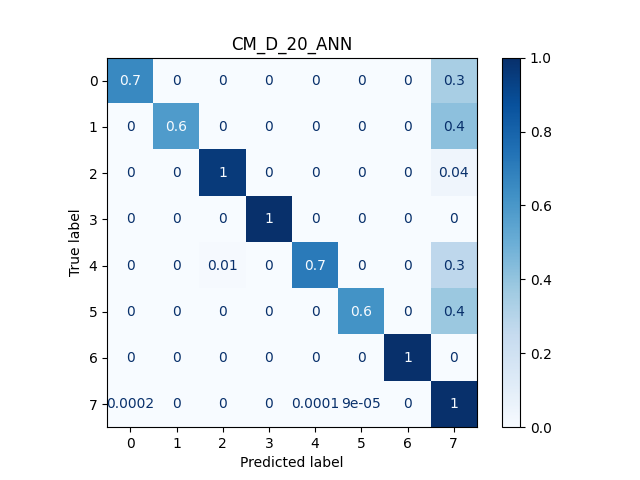 CM_D_20_ANN
0 0.7 0 0 0 0 0 0 0.3
1 0 0.6 0 0 0 0 0 0.4
2 0 0 1 0 0 0 0 0.04
3 0 0 0 1 0 0 0 0
4 0 0 0.01 0 0.7 0 0 0.3
5 0 0 0 0 0 0.6 0 0.4
6 0 0 0 0 0 0 1 0
7 0.0002 0 0 0 0.0001 9e-05 0 1
0 1 2 3 4 5 6 7
Predicted label
True label
1.0
0.8
0.6
0.4
0.2
0.0